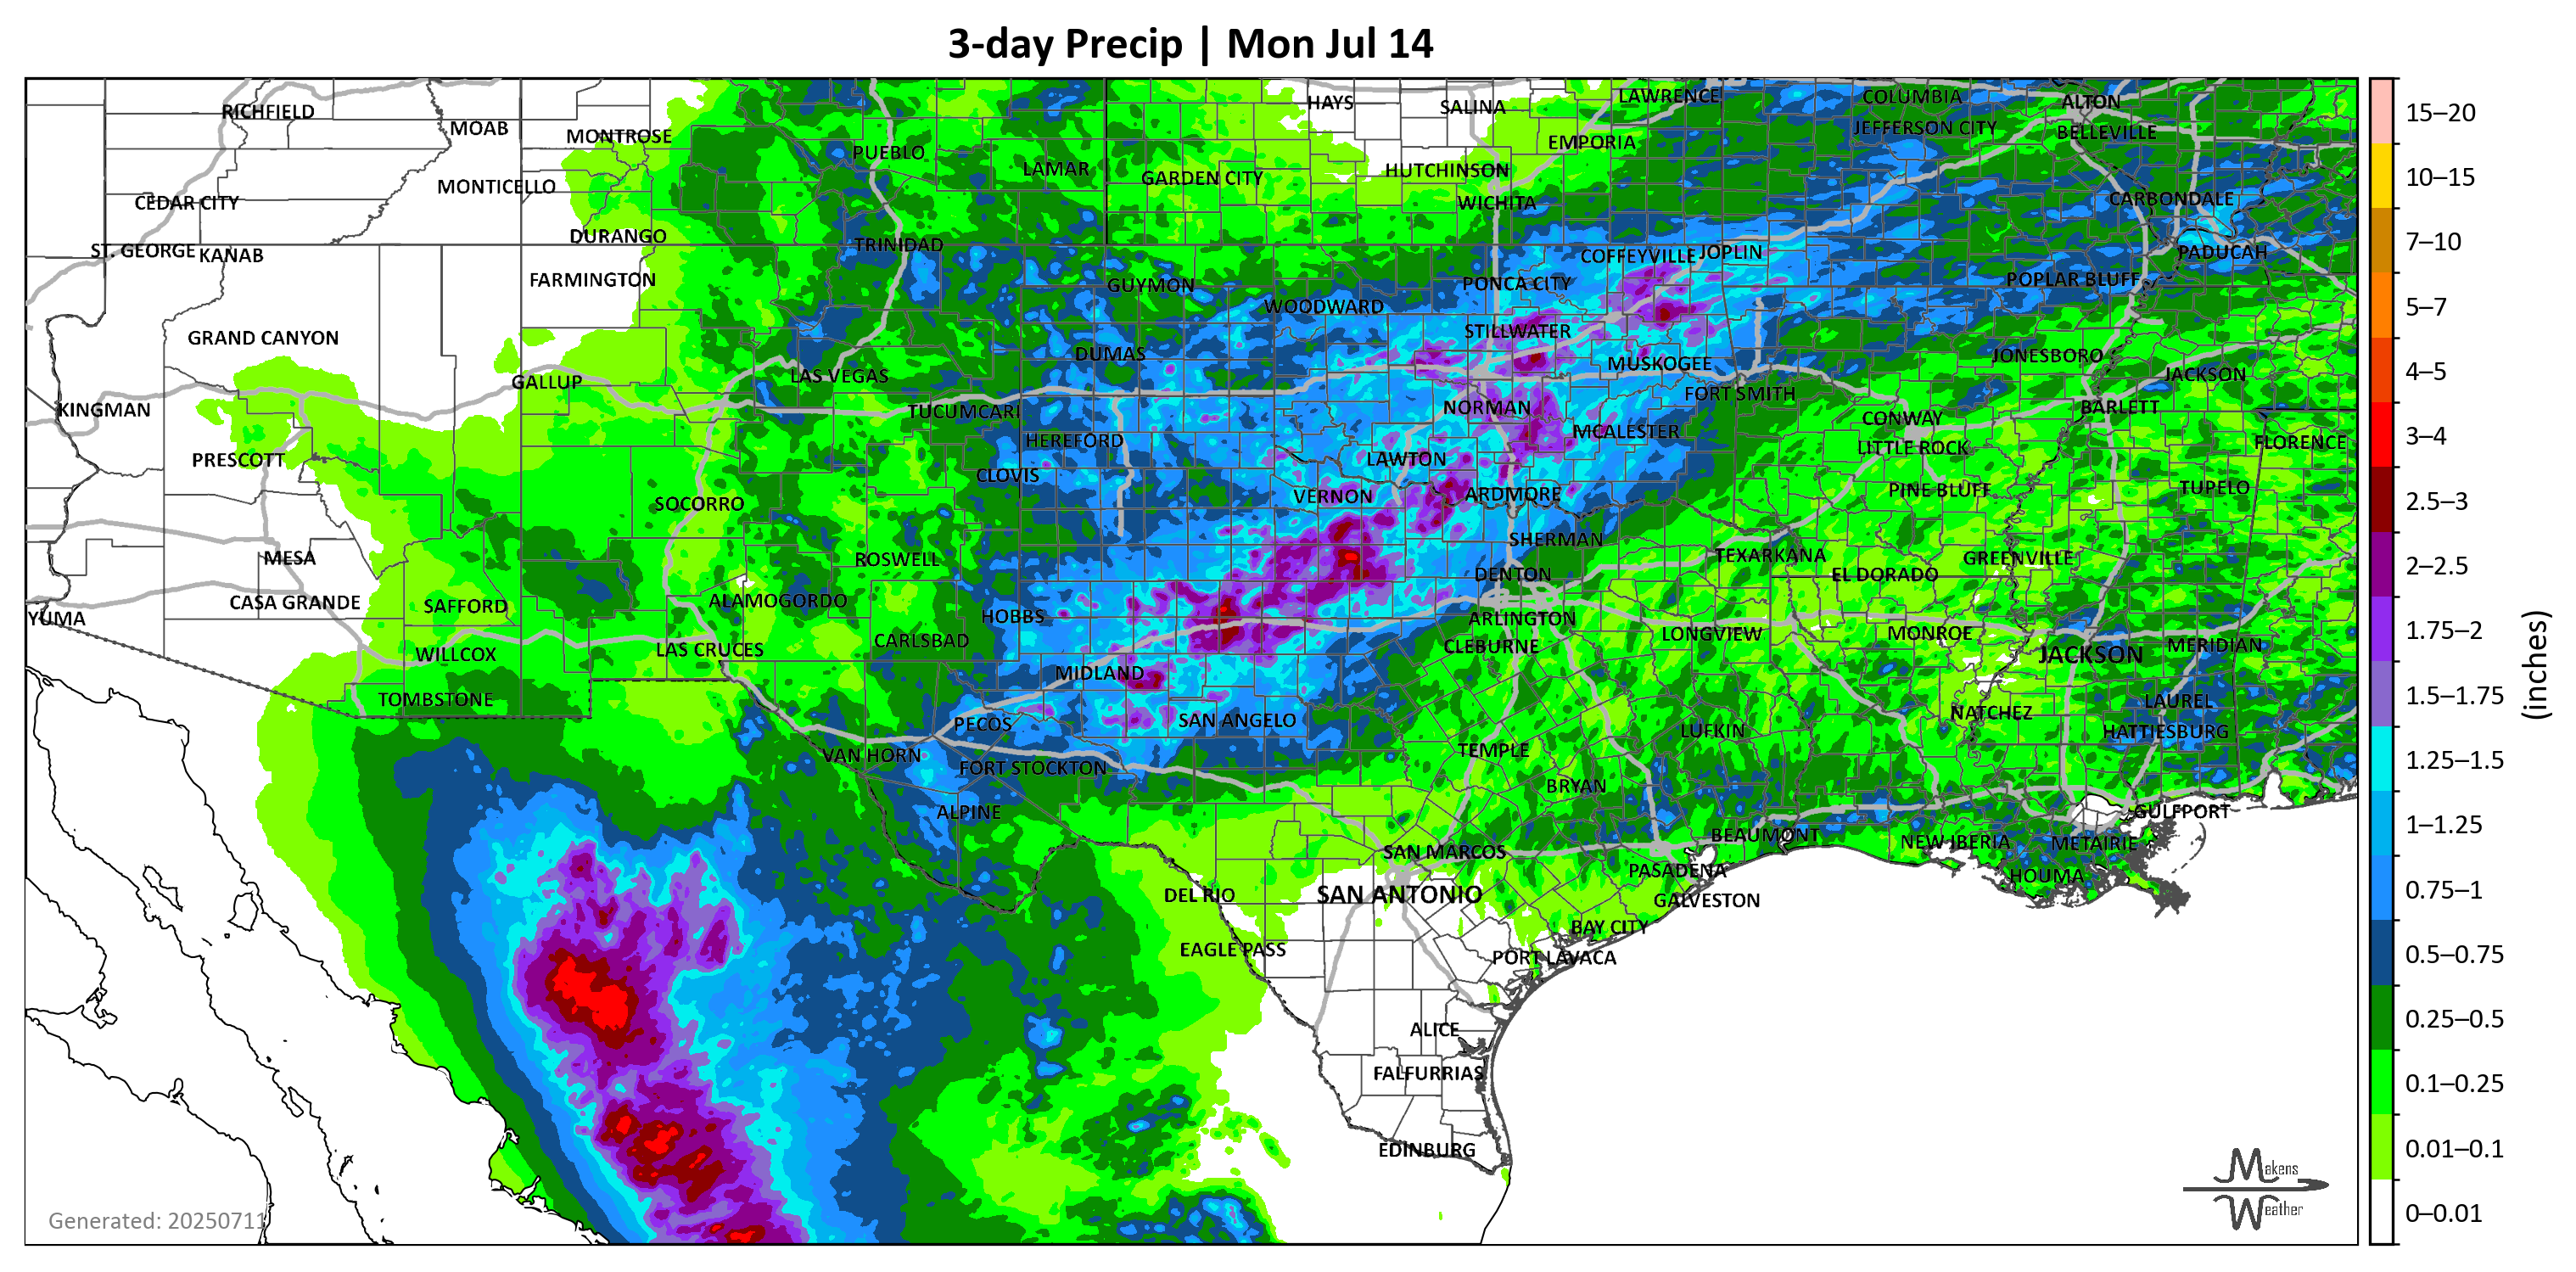 3-day Precip | Mon Jul 14
RICHFIELD
MOAB
MONTROSE
PUEBLO
LAMAR
HAYS
SALINA
LAWRENCE
COLUMBIA
ALTON
JEFFERSON CITY
BELLEVILLE
EMPORIA
HUTCHINSON
GARDEN CITY
MONTICELLO
CEDAR CITY
WICHITA
CARBONDALE
DURANGO
TRINIDAD
ST. GEORGE
KANAB
COFFEYVILLE
JOPLIN
PADUCAH
FARMINGTON
GUYMON
PONCA CITY
POPLAR BLUFF
WOODWARD
GRAND CANYON
STILLWATER
DUMAS
MUSKOGEE
JONESBORO
JACKSON
GALLUP
LAS VEGAS
FORT SMITH
KINGMAN
TUCUMCARI
NORMAN
CONWAY
BARLETT
HEREFORD
MCALESTER
LITTLE ROCK
FLORENCE
PRESCOTT
CLOVIS
LAWTON
SOCORRO
VERNON
ARDMORE
PINE BLUFF
TUPELO
MESA
ROSWELL
SHERMAN
TEXARKANA
GREENVILLE
DENTON
EL DORADO
YUMA
CASA GRANDE
SAFFORD
ALAMOGORDO
HOBBS
ARLINGTON
WILLCOX
LAS CRUCES
CARLSBAD
CLEBURNE
LONGVIEW
MONROE
JACKSON
MERIDIAN
MIDLAND
TOMBSTONE
PECOS
SAN ANGELO
NATCHEZ
LAUREL
VAN HORN
FORT STOCKTON
TEMPLE
LUFKIN
HATTIESBURG
ALPINE
BRYAN
GULFPORT
SAN MARCOS
BEAUMONT
NEW IBERIA
METAIRIE
PASADENA
HOUMA
DEL RIO
SAN ANTONIO
GALVESTON
EAGLE PASS
BAY CITY
PORT LAVACA
ALICE
FALFURRIAS
EDINBURG
Generated: 20250711
Makens
Weather
15–20
10–15
7–10
5–7
4–5
3–4
2.5–3
2–2.5
1.75–2
1.5–1.75
1.25–1.5
1–1.25
0.75–1
0.5–0.75
0.25–0.5
0.1–0.25
0.01–0.1
0–0.01
(inches)